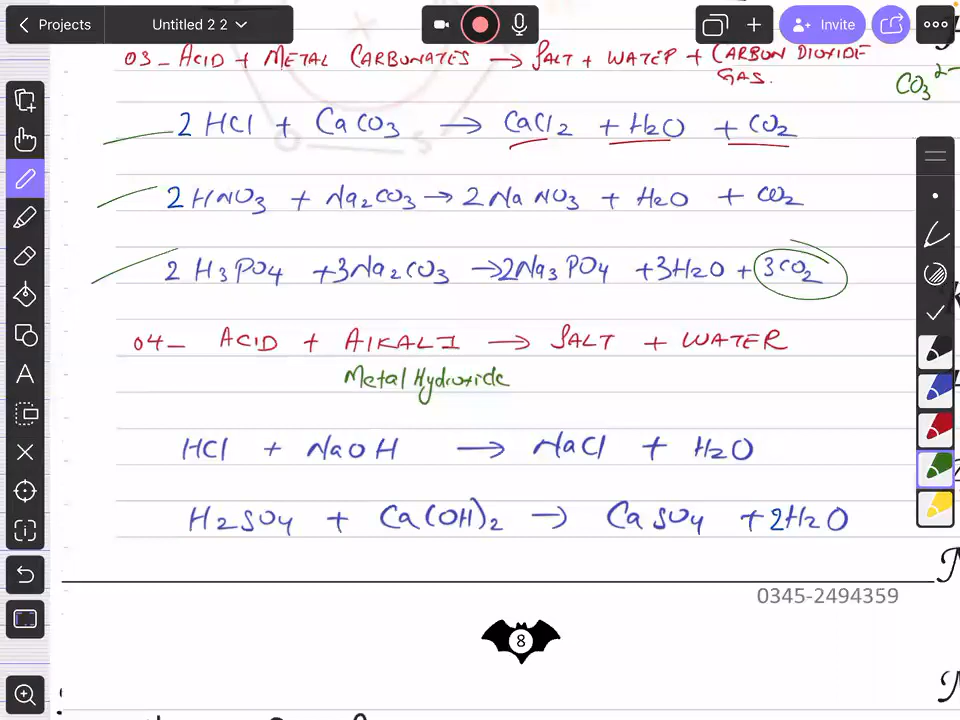 Projects
Untitled 2 2
Invite
03- ACID + METAL CARBONATES → SALT + WATER + CARBON DIOXIDE GAS.
CO3 2-
2 HCl + CaCO3 → CaCl2 + H2O + CO2
2 HNO3 + Na2CO3 → 2 NaNO3 + H2O + CO2
2 H3PO4 + 3Na2CO3 → 2Na3PO4 + 3H2O + 3CO2
04- ACID + AlKALI → SALT + WATER
Metal Hydroxide
HCl + NaOH → NaCl + H2O
H2SO4 + Ca(OH)2 → CaSO4 + 2H2O
0345-2494359
8